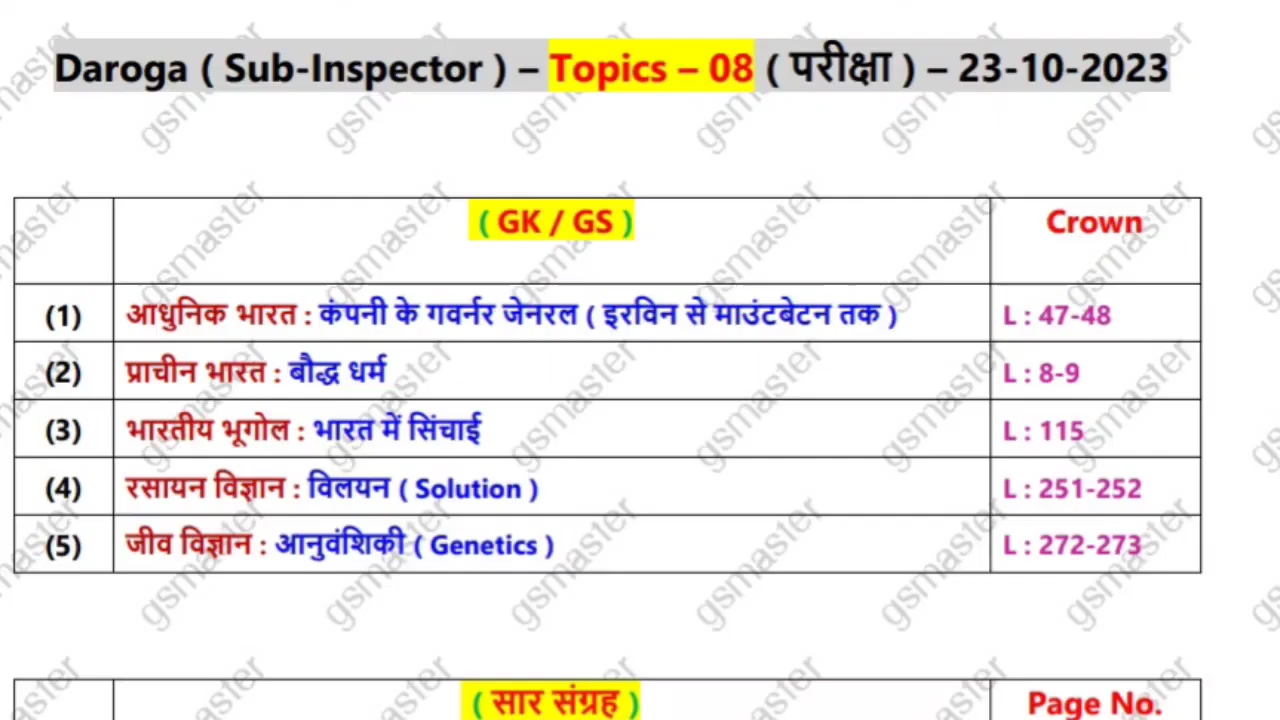 Daroga ( Sub-Inspector ) – Topics – 08 ( परीक्षा ) – 23-10-2023
( GK / GS ) Crown
(1) आधुनिक भारत : कंपनी के गवर्नर जेनरल ( इरविन से माउंटबेटन तक ) L : 47-48
(2) प्राचीन भारत : बौद्ध धर्म L : 8-9
(3) भारतीय भूगोल : भारत में सिंचाई L : 115
(4) रसायन विज्ञान : विलयन ( Solution ) L : 251-252
(5) जीव विज्ञान : आनुवंशिकी ( Genetics ) L : 272-273
( सार संग्रह ) Page No.
gsmaster